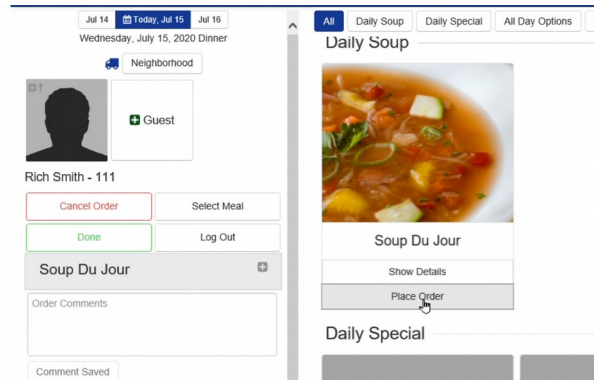 Jul 14 Today, Jul 15 Jul 16
Wednesday, July 15, 2020 Dinner
Neighborhood
Guest
Rich Smith - 111
Cancel Order Select Meal
Done Log Out
Soup Du Jour
Order Comments
Comment Saved
All Daily Soup Daily Special All Day Options
Daily Soup
Soup Du Jour
Show Details
Place Order
Daily Special